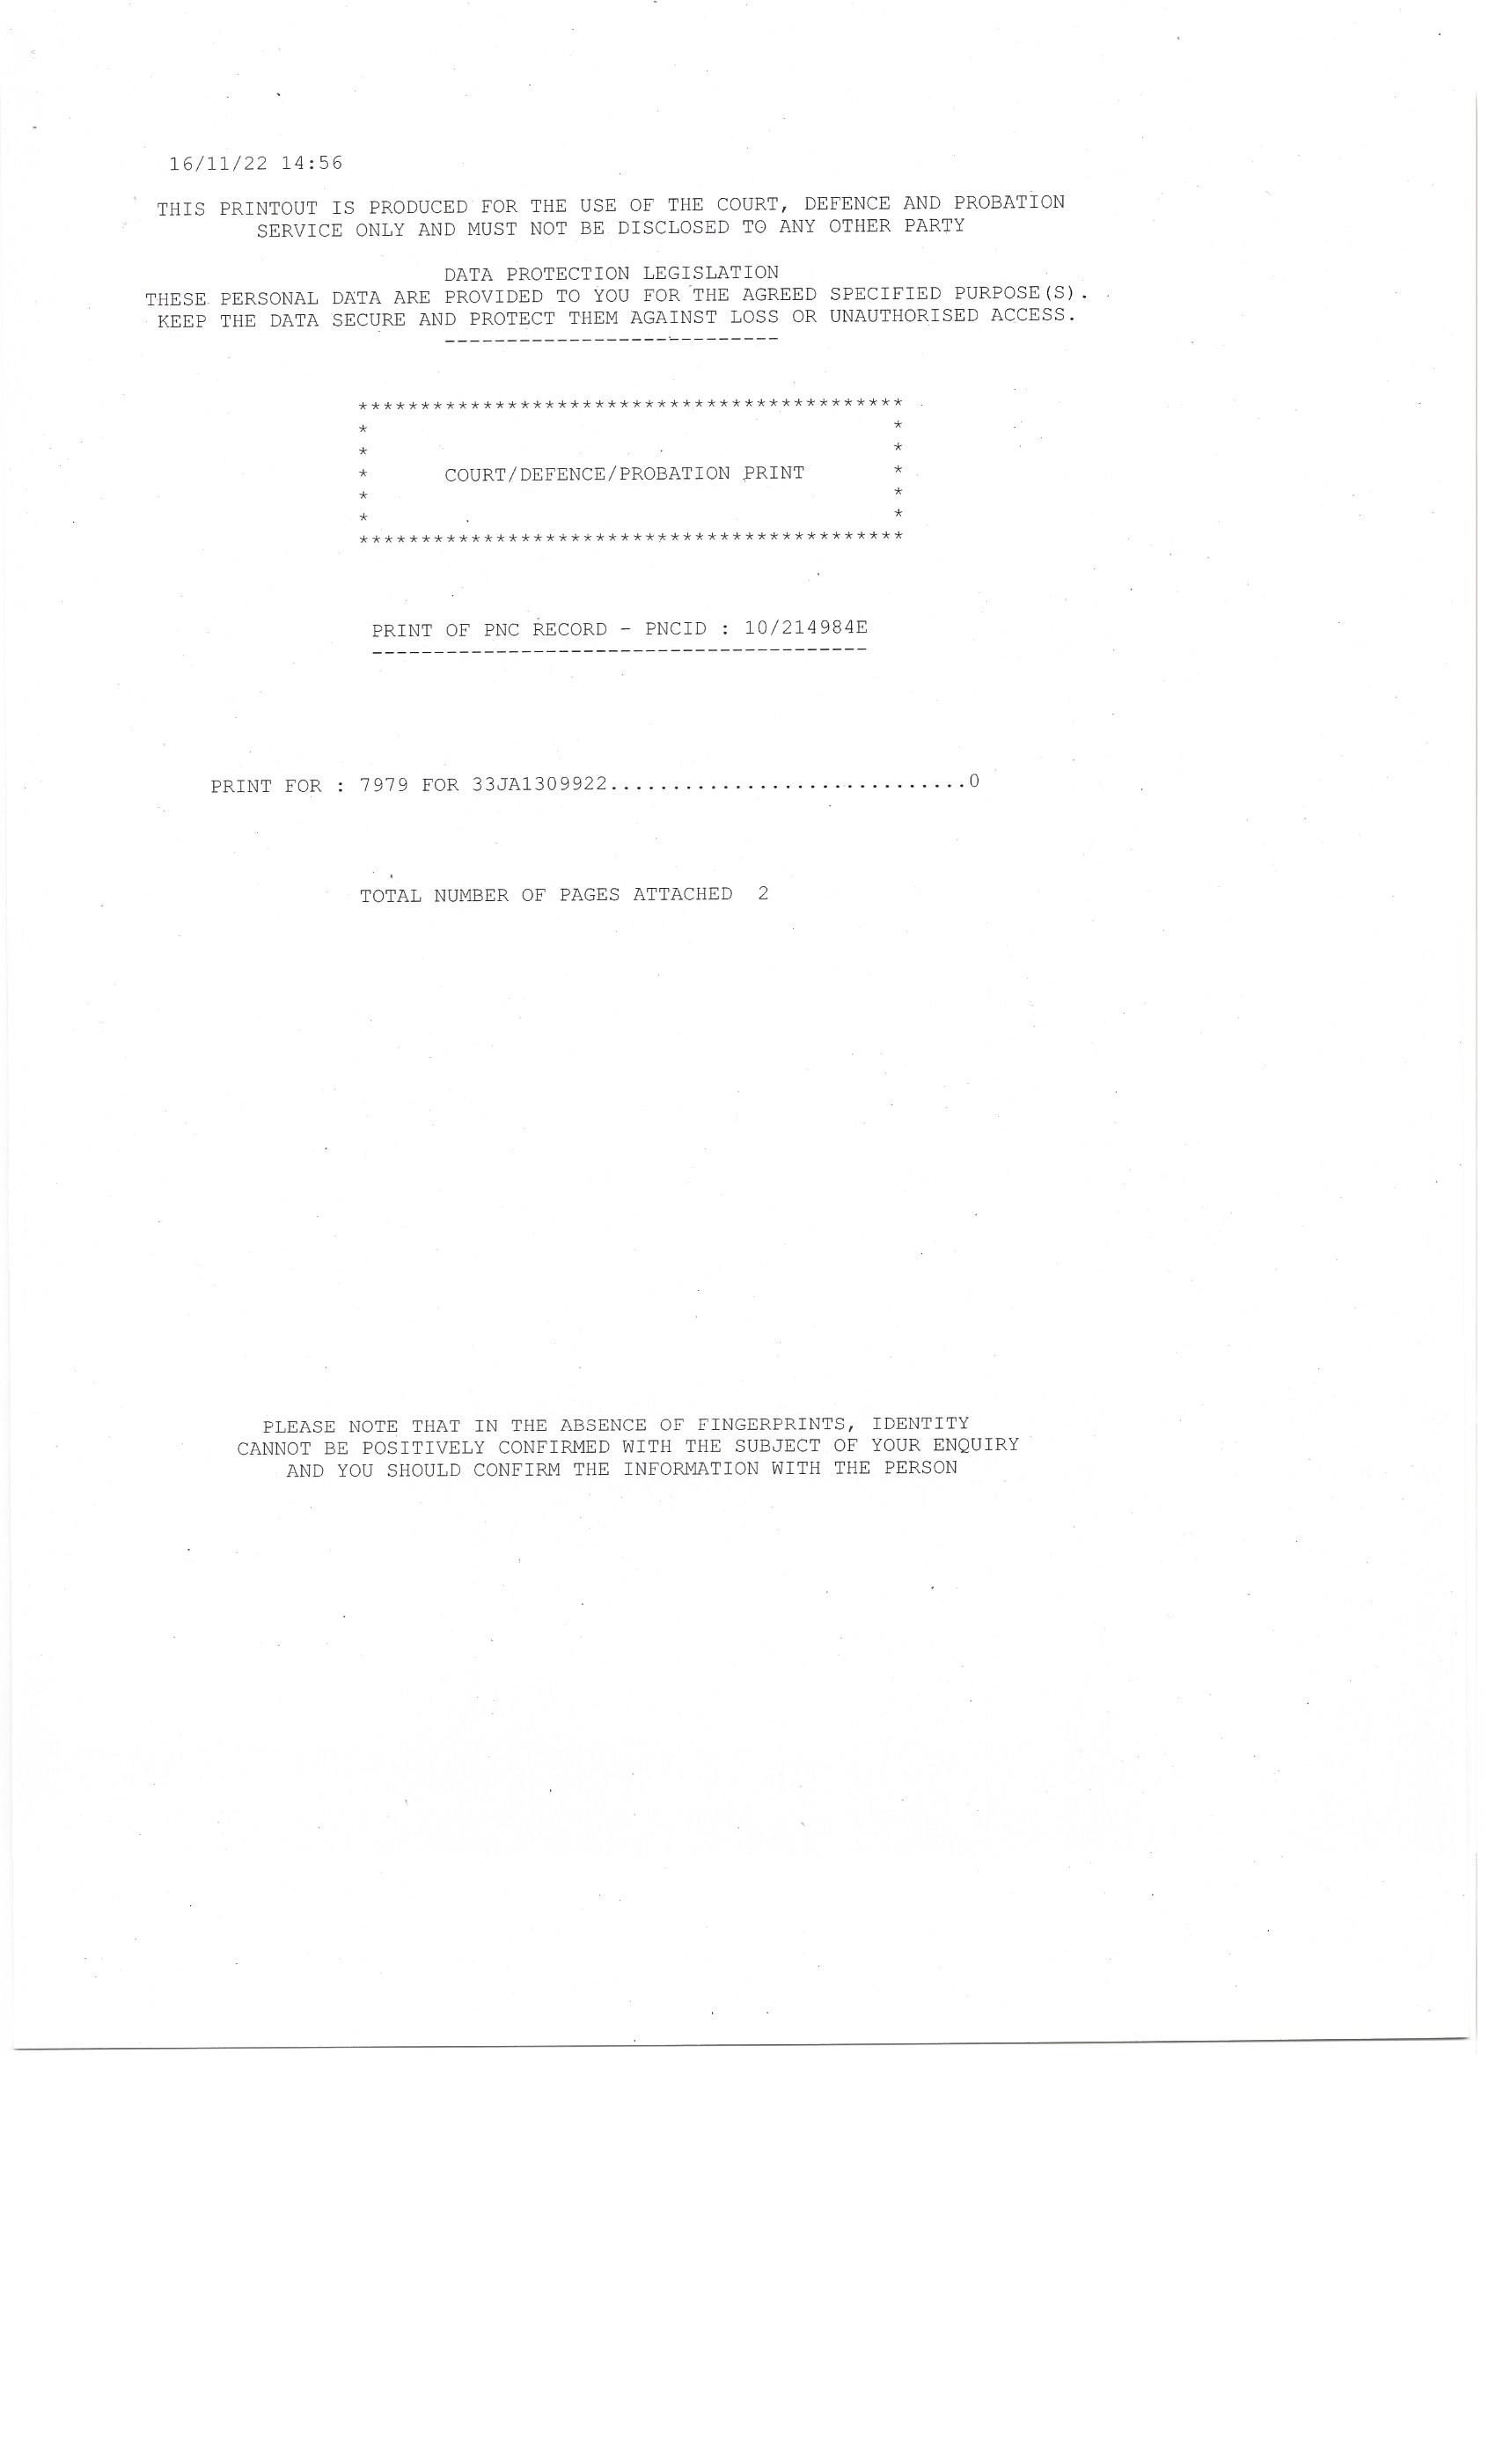 16/11/22 14:56
THIS PRINTOUT IS PRODUCED FOR THE USE OF THE COURT, DEFENCE AND PROBATION
SERVICE ONLY AND MUST NOT BE DISCLOSED TO ANY OTHER PARTY
DATA PROTECTION LEGISLATION
THESE PERSONAL DATA ARE PROVIDED TO YOU FOR THE AGREED SPECIFIED PURPOSE(S).
KEEP THE DATA SECURE AND PROTECT THEM AGAINST LOSS OR UNAUTHORISED ACCESS.
---------------------------
********************************************
* *
* *
* COURT/DEFENCE/PROBATION PRINT *
* *
* *
********************************************
PRINT OF PNC RECORD - PNCID : 10/214984E
----------------------------------------
PRINT FOR : 7979 FOR 33JA1309922.............................0
TOTAL NUMBER OF PAGES ATTACHED 2
PLEASE NOTE THAT IN THE ABSENCE OF FINGERPRINTS, IDENTITY
CANNOT BE POSITIVELY CONFIRMED WITH THE SUBJECT OF YOUR ENQUIRY
AND YOU SHOULD CONFIRM THE INFORMATION WITH THE PERSON